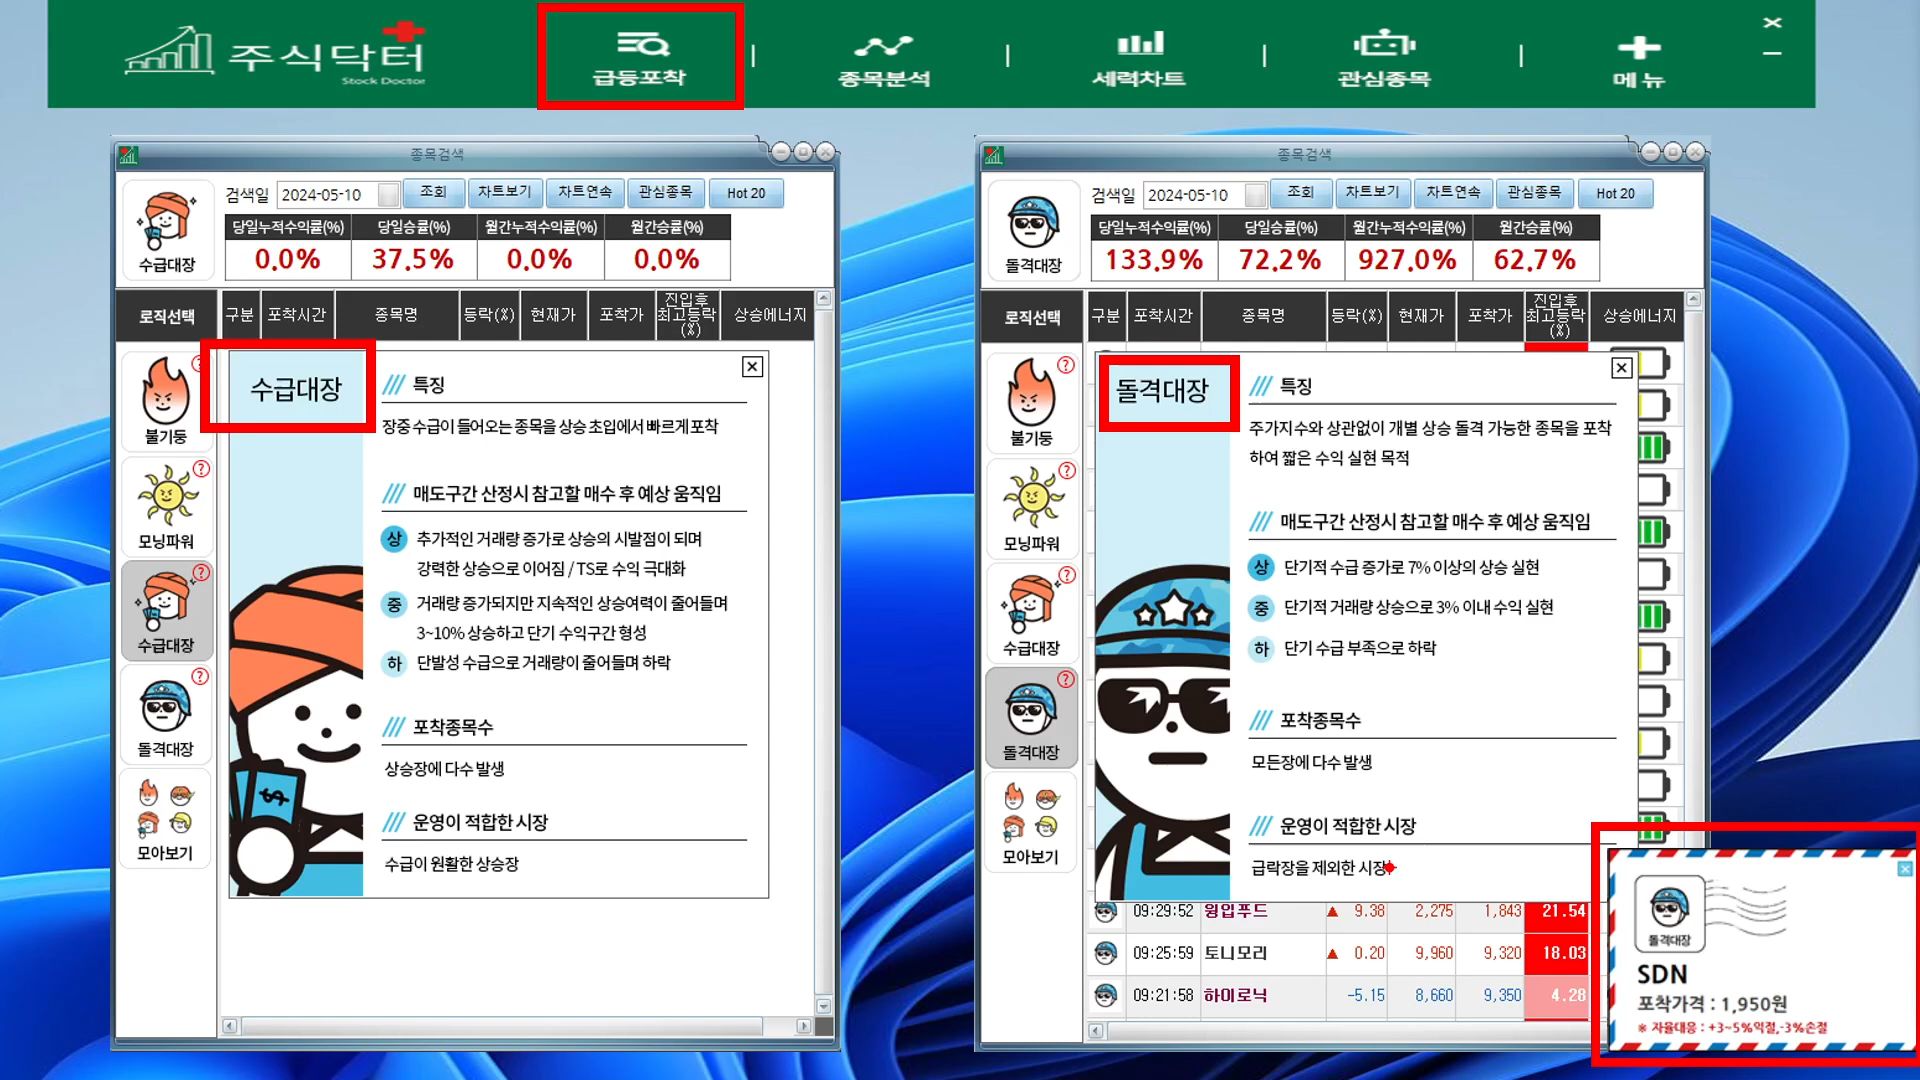 주식닥터
Stock Doctor
급등포착
종목분석
세력차트
관심종목
메뉴
종목검색
수급대장
검색일 2024-05-10 조회 차트보기 차트연속 관심종목 Hot 20
당일누적수익률(%) 당일승률(%) 월간누적수익률(%) 월간승률(%)
0.0% 37.5% 0.0% 0.0%
로직선택 구분 포착시간 종목명 등락(%) 현재가 포착가 진입후 최고등락 (%) 상승에너지
불기둥
모닝파워
수급대장
돌격대장
모아보기
수급대장
/// 특징
장중 수급이 들어오는 종목을 상승 초입에서 빠르게 포착
/// 매도구간 산정시 참고할 매수 후 예상 움직임
상 추가적인 거래량 증가로 상승의 시발점이 되며
강력한 상승으로 이어짐 / TS로 수익 극대화
중 거래량 증가되지만 지속적인 상승여력이 줄어들며
3~10% 상승하고 단기 수익구간 형성
하 단발성 수급으로 거래량이 줄어들며 하락
/// 포착종목수
상승장에 다수 발생
/// 운영이 적합한 시장
수급이 원활한 상승장
종목검색
돌격대장
검색일 2024-05-10 조회 차트보기 차트연속 관심종목 Hot 20
당일누적수익률(%) 당일승률(%) 월간누적수익률(%) 월간승률(%)
133.9% 72.2% 927.0% 62.7%
로직선택 구분 포착시간 종목명 등락(%) 현재가 포착가 진입후 최고등락 (%) 상승에너지
불기둥
모닝파워
수급대장
돌격대장
모아보기
돌격대장
/// 특징
주가지수와 상관없이 개별 상승 돌격 가능한 종목을 포착
하여 짧은 수익 실현 목적
/// 매도구간 산정시 참고할 매수 후 예상 움직임
상 단기적 수급 증가로 7% 이상의 상승 실현
중 단기적 거래량 상승으로 3% 이내 수익 실현
하 단기 수급 부족으로 하락
/// 포착종목수
모든장에 다수 발생
/// 운영이 적합한 시장
급락장을 제외한 시장
09:29:52 윙입푸드 ▲ 9.38 2,275 1,843 21.54
09:25:59 토니모리 ▲ 0.20 9,960 9,320 18.03
09:21:58 하이로닉 -5.15 8,660 9,350 4.28
돌격대장
SDN
포착가격 : 1,950원
※ 자율대응 : +3~5%익절,-3%손절